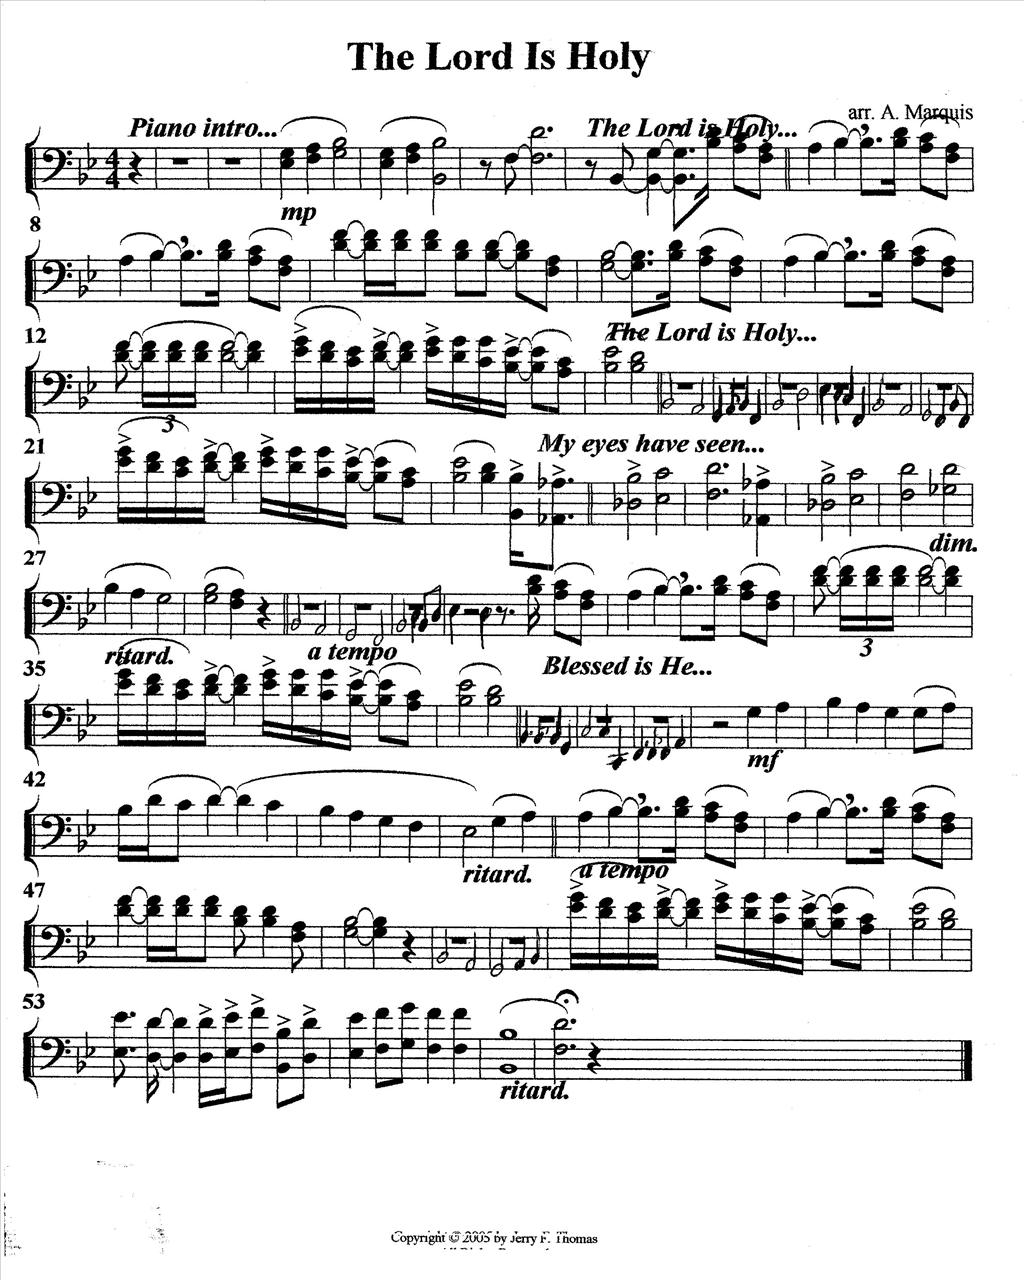 The Lord Is Holy
arr. A. Marquis
Piano intro...
The Lord is Holy...
mp
8
12
The Lord is Holy...
3
21
My eyes have seen...
dim.
27
ritard.
a tempo
3
35
Blessed is He...
mf
42
ritard.
a tempo
47
53
ritard.
Copyright © 2005 by Jerry F. Thomas